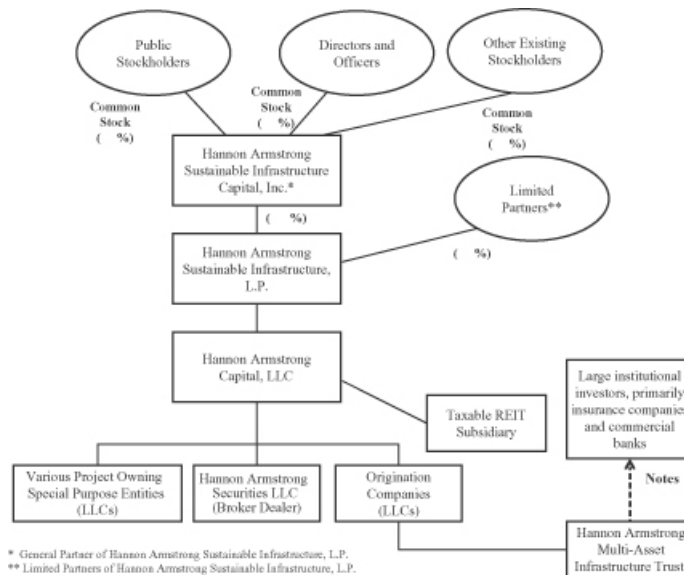 Public
Stockholders
Directors and
Officers
Other Existing
Stockholders
Common
Stock
( %)
Common
Stock
( %)
Common
Stock
( %)
Hannon Armstrong
Sustainable Infrastructure
Capital, Inc.*
Limited
Partners**
( %)
( %)
Hannon Armstrong
Sustainable Infrastructure,
L.P.
Hannon Armstrong
Capital, LLC
Large institutional
investors, primarily
insurance companies
and commercial
banks
Taxable REIT
Subsidiary
Notes
Various Project Owning
Special Purpose Entities
(LLCs)
Hannon Armstrong
Securities LLC
(Broker Dealer)
Origination
Companies
(LLCs)
Hannon Armstrong
Multi-Asset
Infrastructure Trust
* General Partner of Hannon Armstrong Sustainable Infrastructure, L.P.
** Limited Partners of Hannon Armstrong Sustainable Infrastructure, L.P.